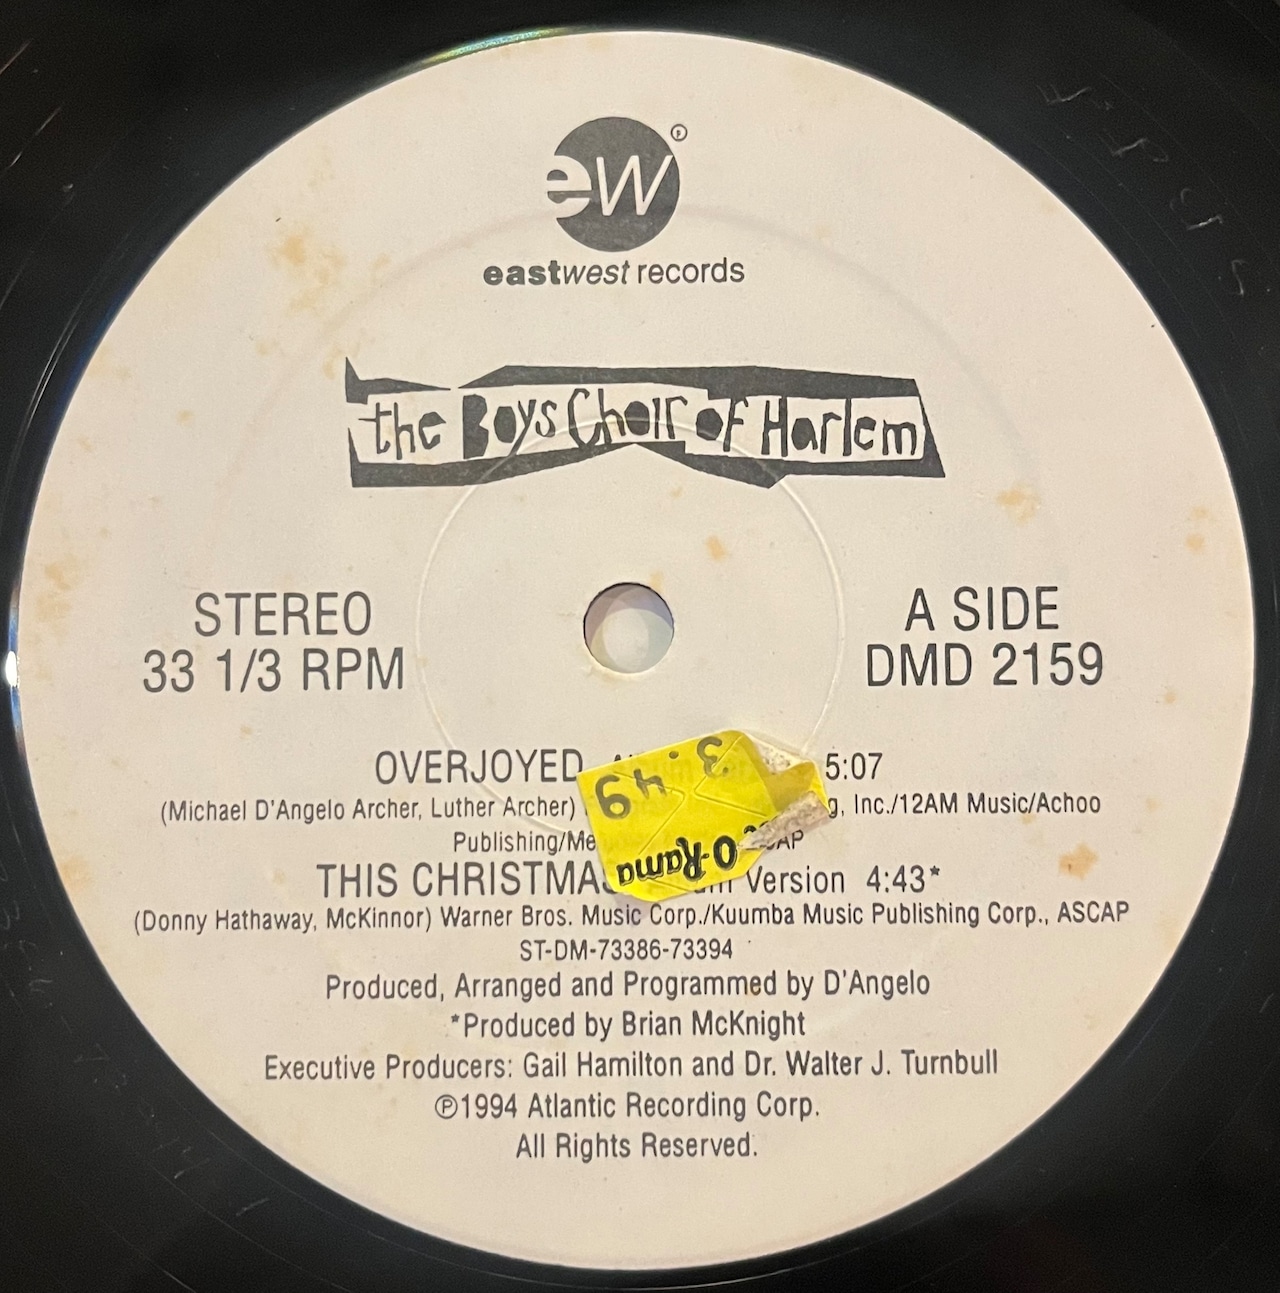 ew
eastwest records
the Boys Choir of Harlem
STEREO
33 1/3 RPM
A SIDE
DMD 2159
OVERJOYED 5:07
(Michael D'Angelo Archer, Luther Archer) Inc./12AM Music/Achoo
3.49
O-Rama
THIS CHRISTMAS Version 4:43*
(Donny Hathaway, McKinnor) Warner Bros. Music Corp./Kuumba Music Publishing Corp., ASCAP
ST-DM-73386-73394
Produced, Arranged and Programmed by D'Angelo
*Produced by Brian McKnight
Executive Producers: Gail Hamilton and Dr. Walter J. Turnbull
℗1994 Atlantic Recording Corp.
All Rights Reserved.